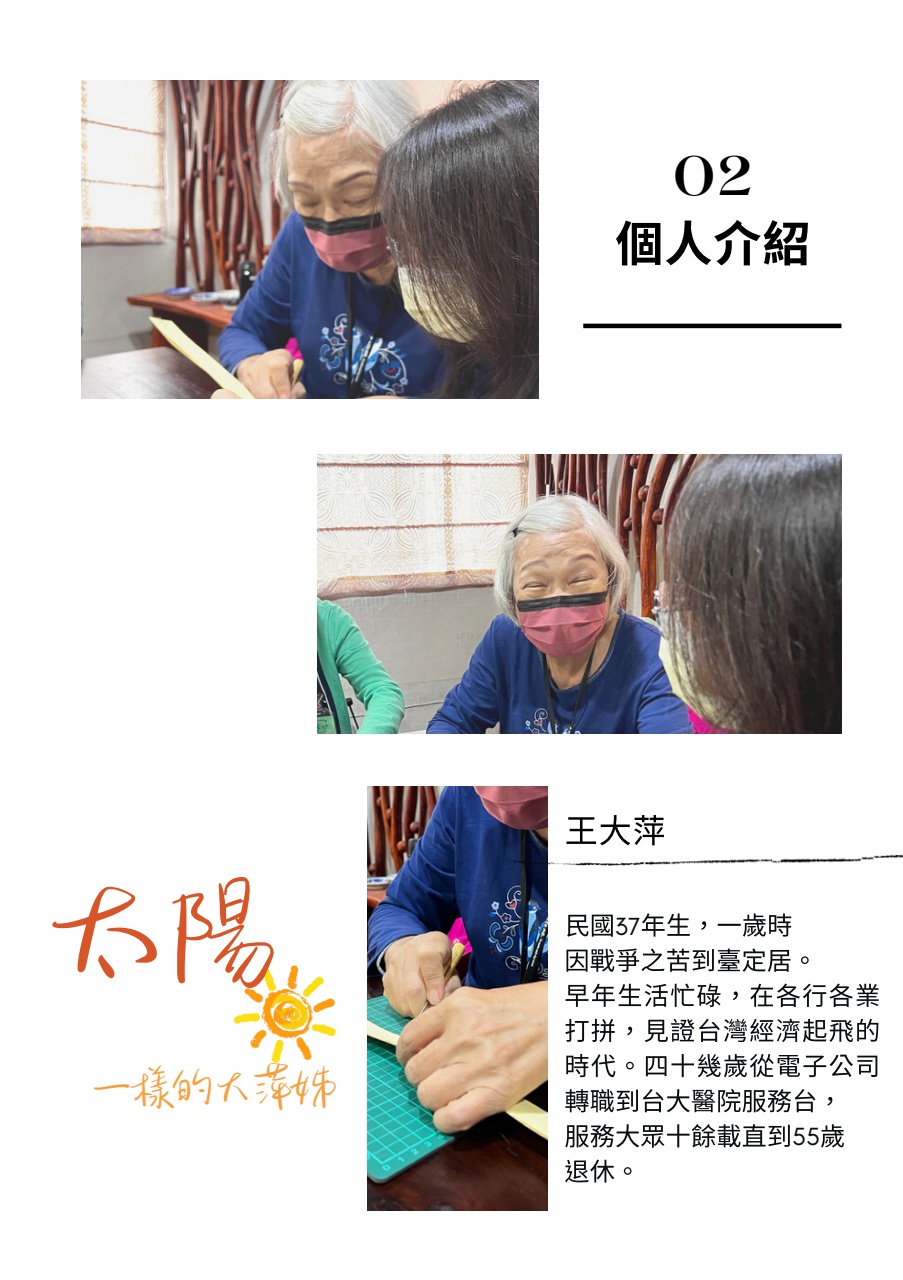 02
個人介紹
太陽
一樣的大萍姊
王大萍
民國37年生，一歲時
因戰爭之苦到臺定居。
早年生活忙碌，在各行各業
打拼，見證台灣經濟起飛的
時代。四十幾歲從電子公司
轉職到台大醫院服務台，
服務大眾十餘載直到55歲
退休。